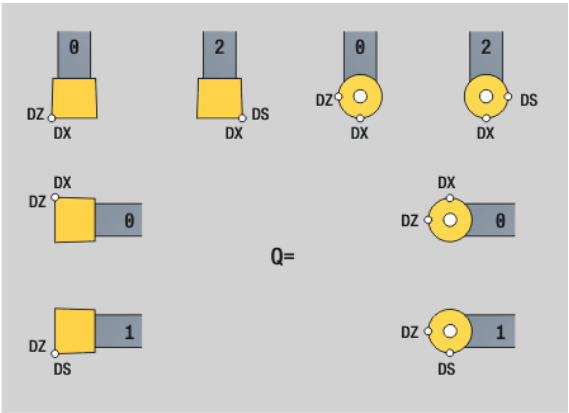 0 2 0 2
DZ DX DX DS DZ DX DX DS
DX DX
DZ 0 DZ 0
Q=
1 1
DZ DS DZ DS